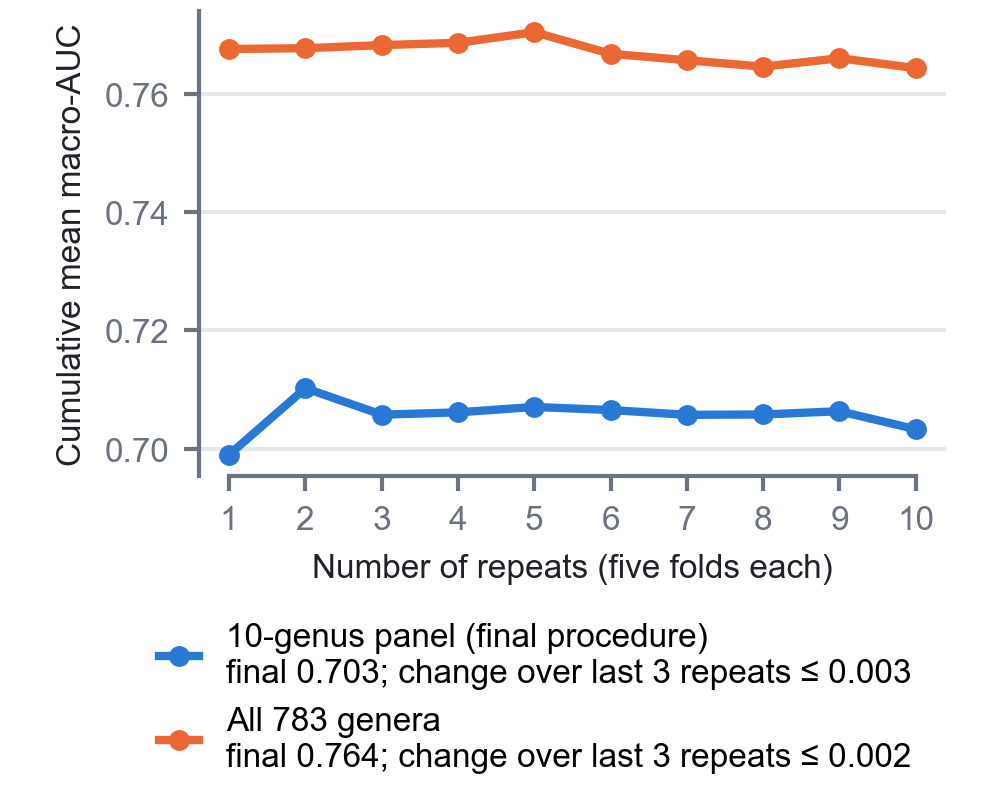 Cumulative mean macro-AUC
0.76
0.74
0.72
0.70
1 2 3 4 5 6 7 8 9 10
Number of repeats (five folds each)
10-genus panel (final procedure)
final 0.703; change over last 3 repeats ≤ 0.003
All 783 genera
final 0.764; change over last 3 repeats ≤ 0.002